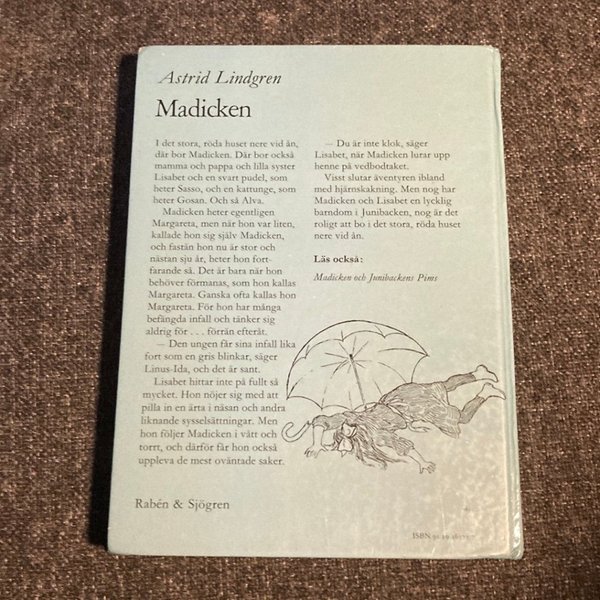 Astrid Lindgren
Madicken
I det stora, röda huset nere vid ån,
där bor Madicken. Där bor också
mamma och pappa och lilla syster
Lisabet och en svart pudel, som
heter Sasso, och en kattunge, som
heter Gosan. Och så Alva.
Madicken heter egentligen
Margareta, men när hon var liten,
kallade hon sig själv Madicken,
och fastän hon nu är stor och
nästan sju år, heter hon fort-
farande så. Det är bara när hon
behöver förmanas, som hon kallas
Margareta. Ganska ofta kallas hon
Margareta. För hon har många
befängda infall och tänker sig
aldrig för . . . förrän efteråt.
— Den ungen får sina infall lika
fort som en gris blinkar, säger
Linus-Ida, och det är sant.
Lisabet hittar inte på fullt så
mycket. Hon nöjer sig med att
pilla in en ärta i näsan och andra
liknande sysselsättningar. Men
hon följer Madicken i vått och
torrt, och därför får hon också
uppleva de mest oväntade saker.
— Du är inte klok, säger
Lisabet, när Madicken lurar upp
henne på vedbodtaket.
Visst slutar äventyren ibland
med hjärnskakning. Men nog har
Madicken och Lisabet en lycklig
barndom i Junibacken, nog är det
roligt att bo i det stora, röda huset
nere vid ån.
Läs också:
Madicken och Junibackens Pims
Rabén & Sjögren
ISBN